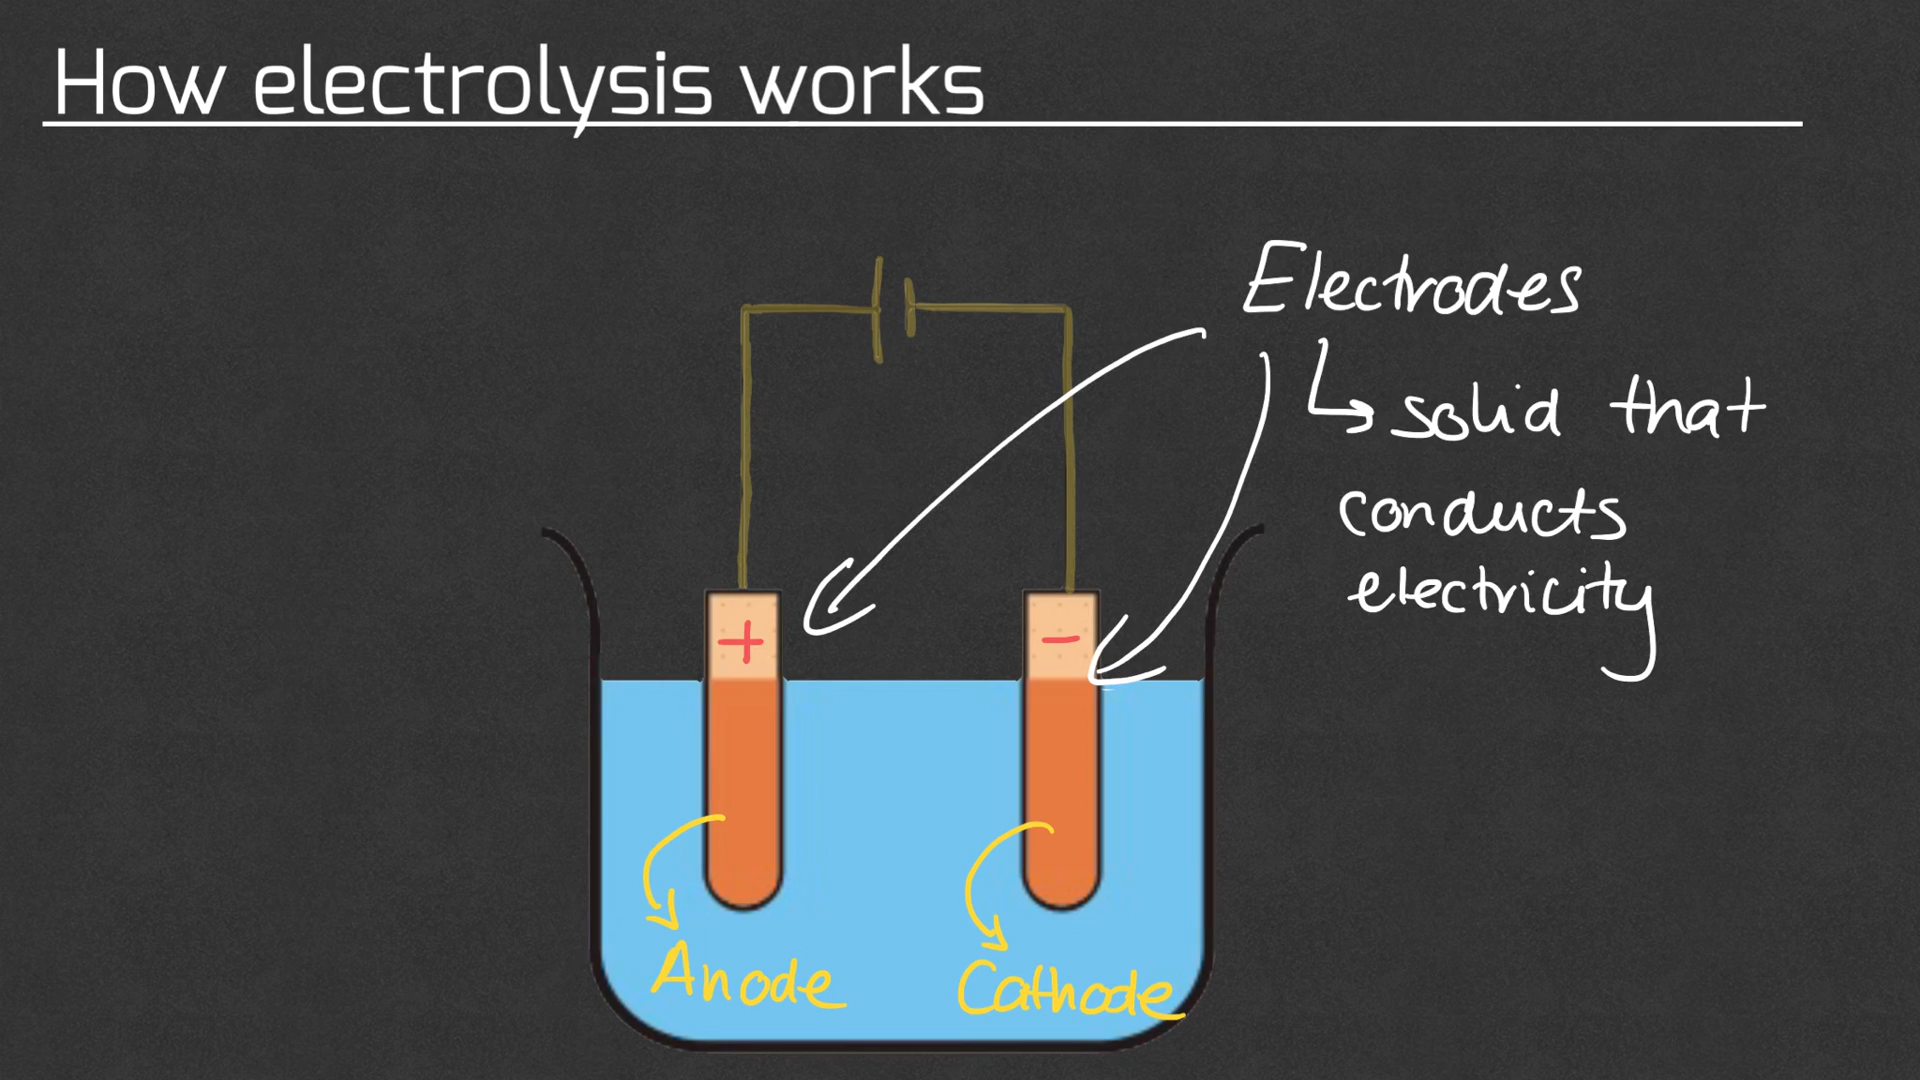 How electrolysis works
Electrodes
solid that
conducts
electricity
+
-
Anode
Cathode